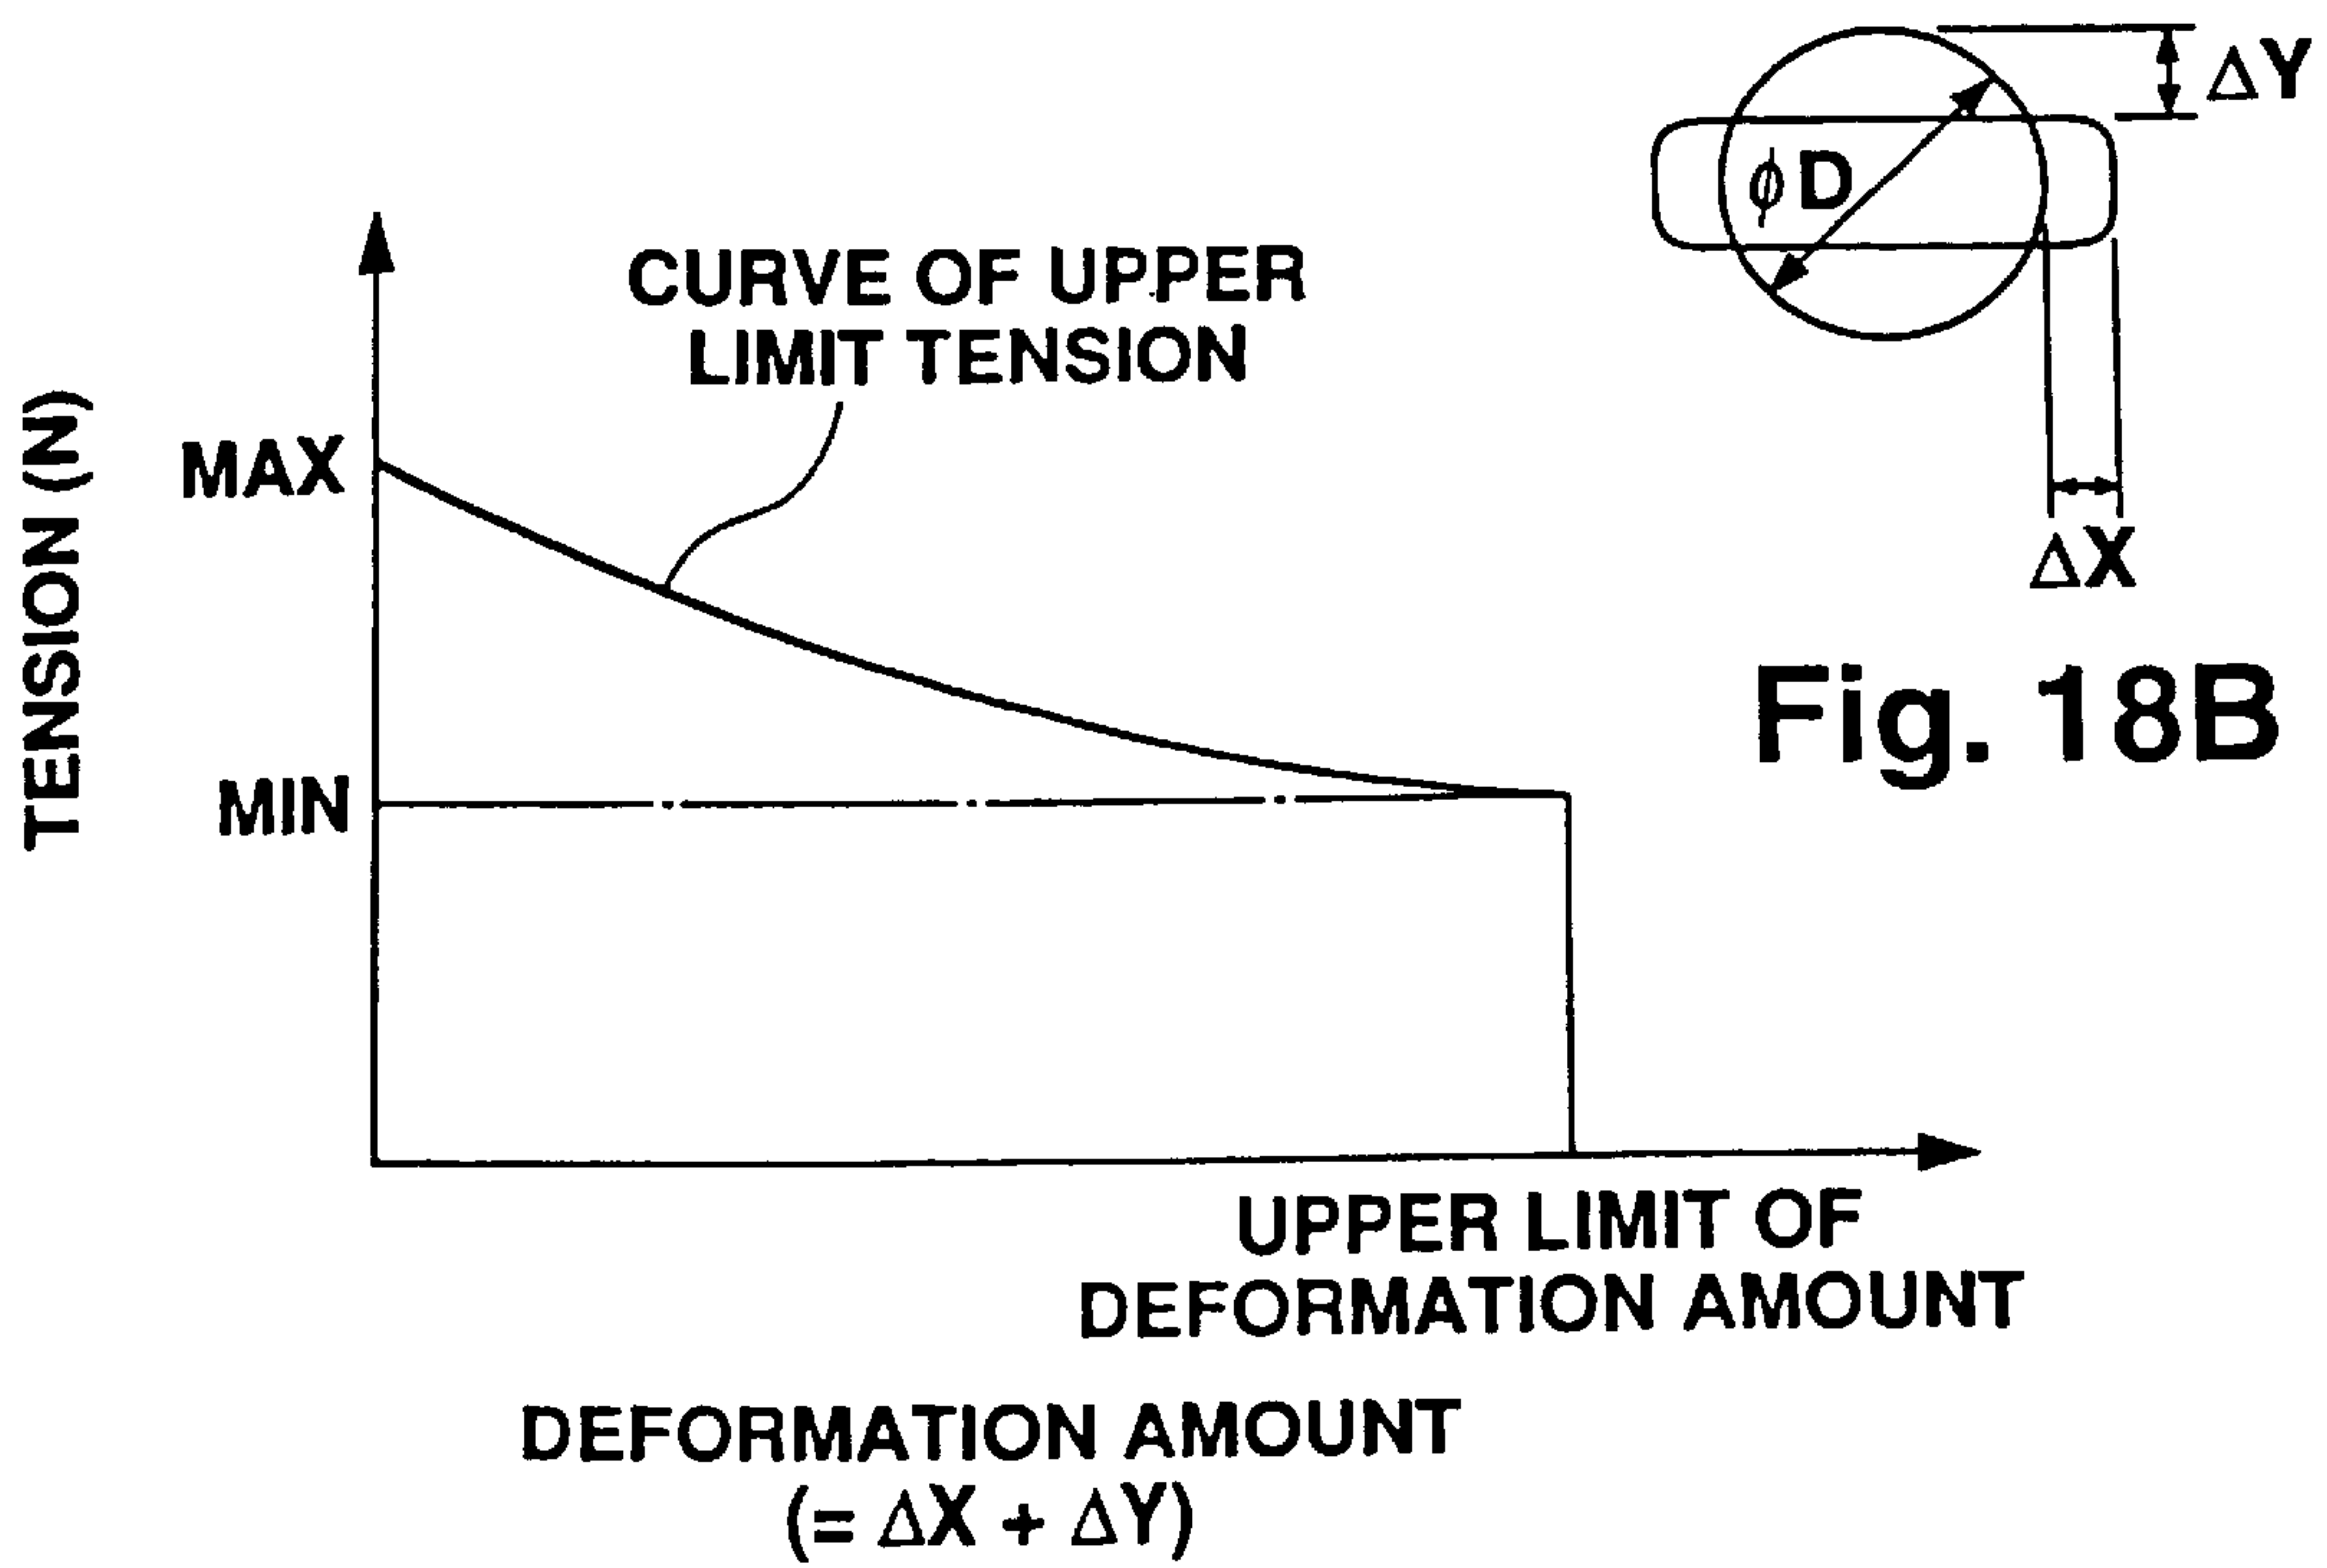 ΔY
ϕD
CURVE OF UPPER
LIMIT TENSION
TENSION (N)
MAX
ΔX
Fig. 18B
MIN
UPPER LIMIT OF
DEFORMATION AMOUNT
DEFORMATION AMOUNT
(= ΔX + ΔY)